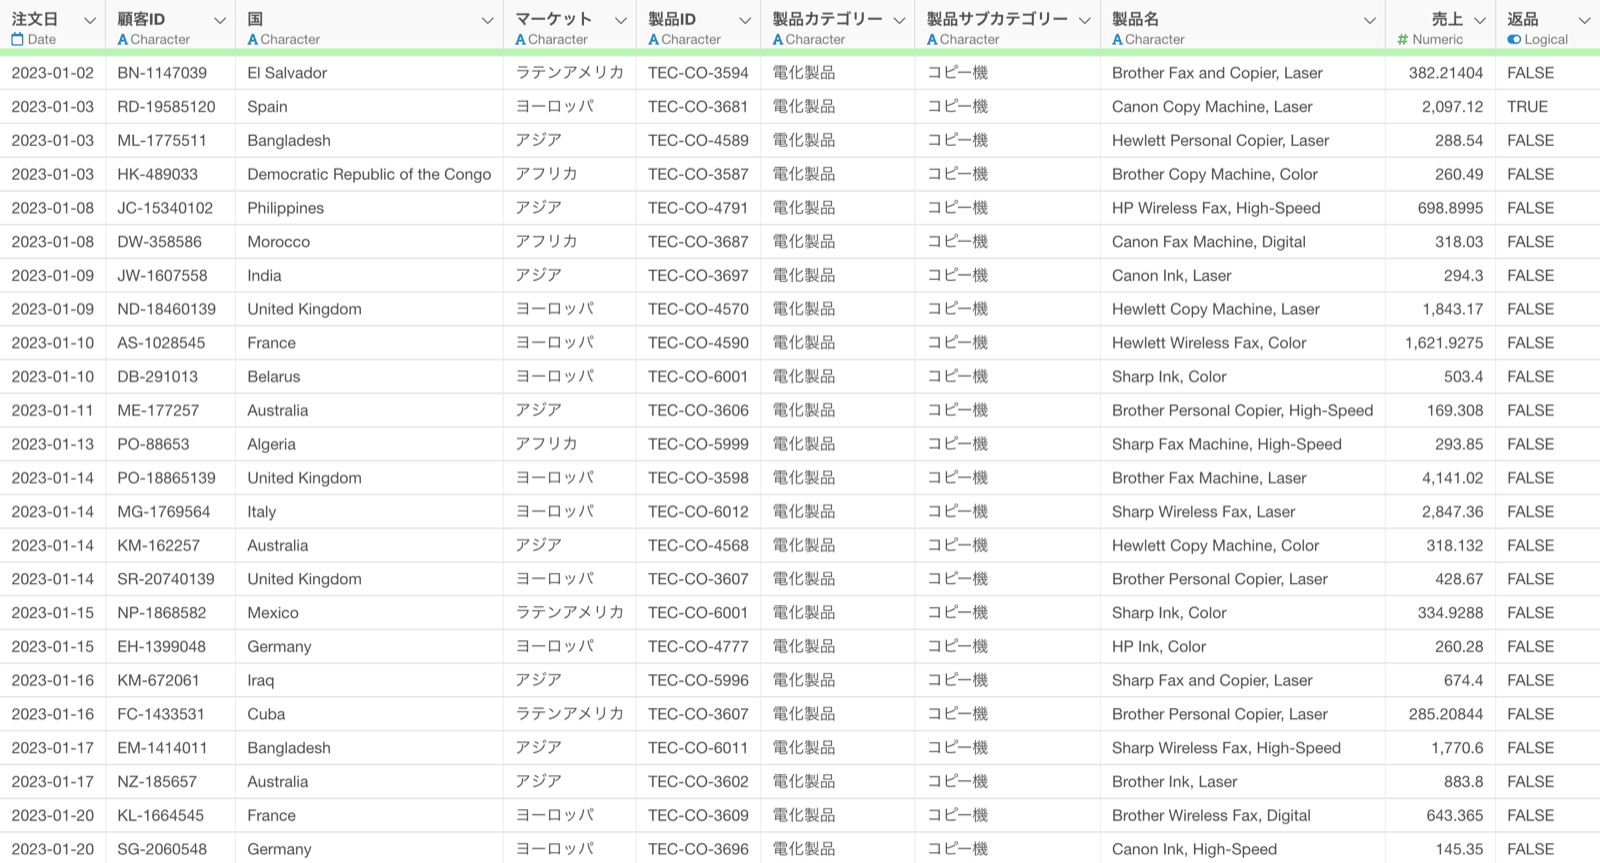 注文日 顧客ID 国 マーケット 製品ID 製品カテゴリー 製品サブカテゴリー 製品名 売上 返品
Date Character Character Character Character Character Character Character Numeric Logical
2023-01-02 BN-1147039 El Salvador ラテンアメリカ TEC-CO-3594 電化製品 コピー機 Brother Fax and Copier, Laser 382.21404 FALSE
2023-01-03 RD-19585120 Spain ヨーロッパ TEC-CO-3681 電化製品 コピー機 Canon Copy Machine, Laser 2,097.12 TRUE
2023-01-03 ML-1775511 Bangladesh アジア TEC-CO-4589 電化製品 コピー機 Hewlett Personal Copier, Laser 288.54 FALSE
2023-01-03 HK-489033 Democratic Republic of the Congo アフリカ TEC-CO-3587 電化製品 コピー機 Brother Copy Machine, Color 260.49 FALSE
2023-01-08 JC-15340102 Philippines アジア TEC-CO-4791 電化製品 コピー機 HP Wireless Fax, High-Speed 698.8995 FALSE
2023-01-08 DW-358586 Morocco アフリカ TEC-CO-3687 電化製品 コピー機 Canon Fax Machine, Digital 318.03 FALSE
2023-01-09 JW-1607558 India アジア TEC-CO-3697 電化製品 コピー機 Canon Ink, Laser 294.3 FALSE
2023-01-09 ND-18460139 United Kingdom ヨーロッパ TEC-CO-4570 電化製品 コピー機 Hewlett Copy Machine, Laser 1,843.17 FALSE
2023-01-10 AS-1028545 France ヨーロッパ TEC-CO-4590 電化製品 コピー機 Hewlett Wireless Fax, Color 1,621.9275 FALSE
2023-01-10 DB-291013 Belarus ヨーロッパ TEC-CO-6001 電化製品 コピー機 Sharp Ink, Color 503.4 FALSE
2023-01-11 ME-177257 Australia アジア TEC-CO-3606 電化製品 コピー機 Brother Personal Copier, High-Speed 169.308 FALSE
2023-01-13 PO-88653 Algeria アフリカ TEC-CO-5999 電化製品 コピー機 Sharp Fax Machine, High-Speed 293.85 FALSE
2023-01-14 PO-18865139 United Kingdom ヨーロッパ TEC-CO-3598 電化製品 コピー機 Brother Fax Machine, Laser 4,141.02 FALSE
2023-01-14 MG-1769564 Italy ヨーロッパ TEC-CO-6012 電化製品 コピー機 Sharp Wireless Fax, Laser 2,847.36 FALSE
2023-01-14 KM-162257 Australia アジア TEC-CO-4568 電化製品 コピー機 Hewlett Copy Machine, Color 318.132 FALSE
2023-01-14 SR-20740139 United Kingdom ヨーロッパ TEC-CO-3607 電化製品 コピー機 Brother Personal Copier, Laser 428.67 FALSE
2023-01-15 NP-1868582 Mexico ラテンアメリカ TEC-CO-6001 電化製品 コピー機 Sharp Ink, Color 334.9288 FALSE
2023-01-15 EH-1399048 Germany ヨーロッパ TEC-CO-4777 電化製品 コピー機 HP Ink, Color 260.28 FALSE
2023-01-16 KM-672061 Iraq アジア TEC-CO-5996 電化製品 コピー機 Sharp Fax and Copier, Laser 674.4 FALSE
2023-01-16 FC-1433531 Cuba ラテンアメリカ TEC-CO-3607 電化製品 コピー機 Brother Personal Copier, Laser 285.20844 FALSE
2023-01-17 EM-1414011 Bangladesh アジア TEC-CO-6011 電化製品 コピー機 Sharp Wireless Fax, High-Speed 1,770.6 FALSE
2023-01-17 NZ-185657 Australia アジア TEC-CO-3602 電化製品 コピー機 Brother Ink, Laser 883.8 FALSE
2023-01-20 KL-1664545 France ヨーロッパ TEC-CO-3609 電化製品 コピー機 Brother Wireless Fax, Digital 643.365 FALSE
2023-01-20 SG-2060548 Germany ヨーロッパ TEC-CO-3696 電化製品 コピー機 Canon Ink, High-Speed 145.35 FALSE